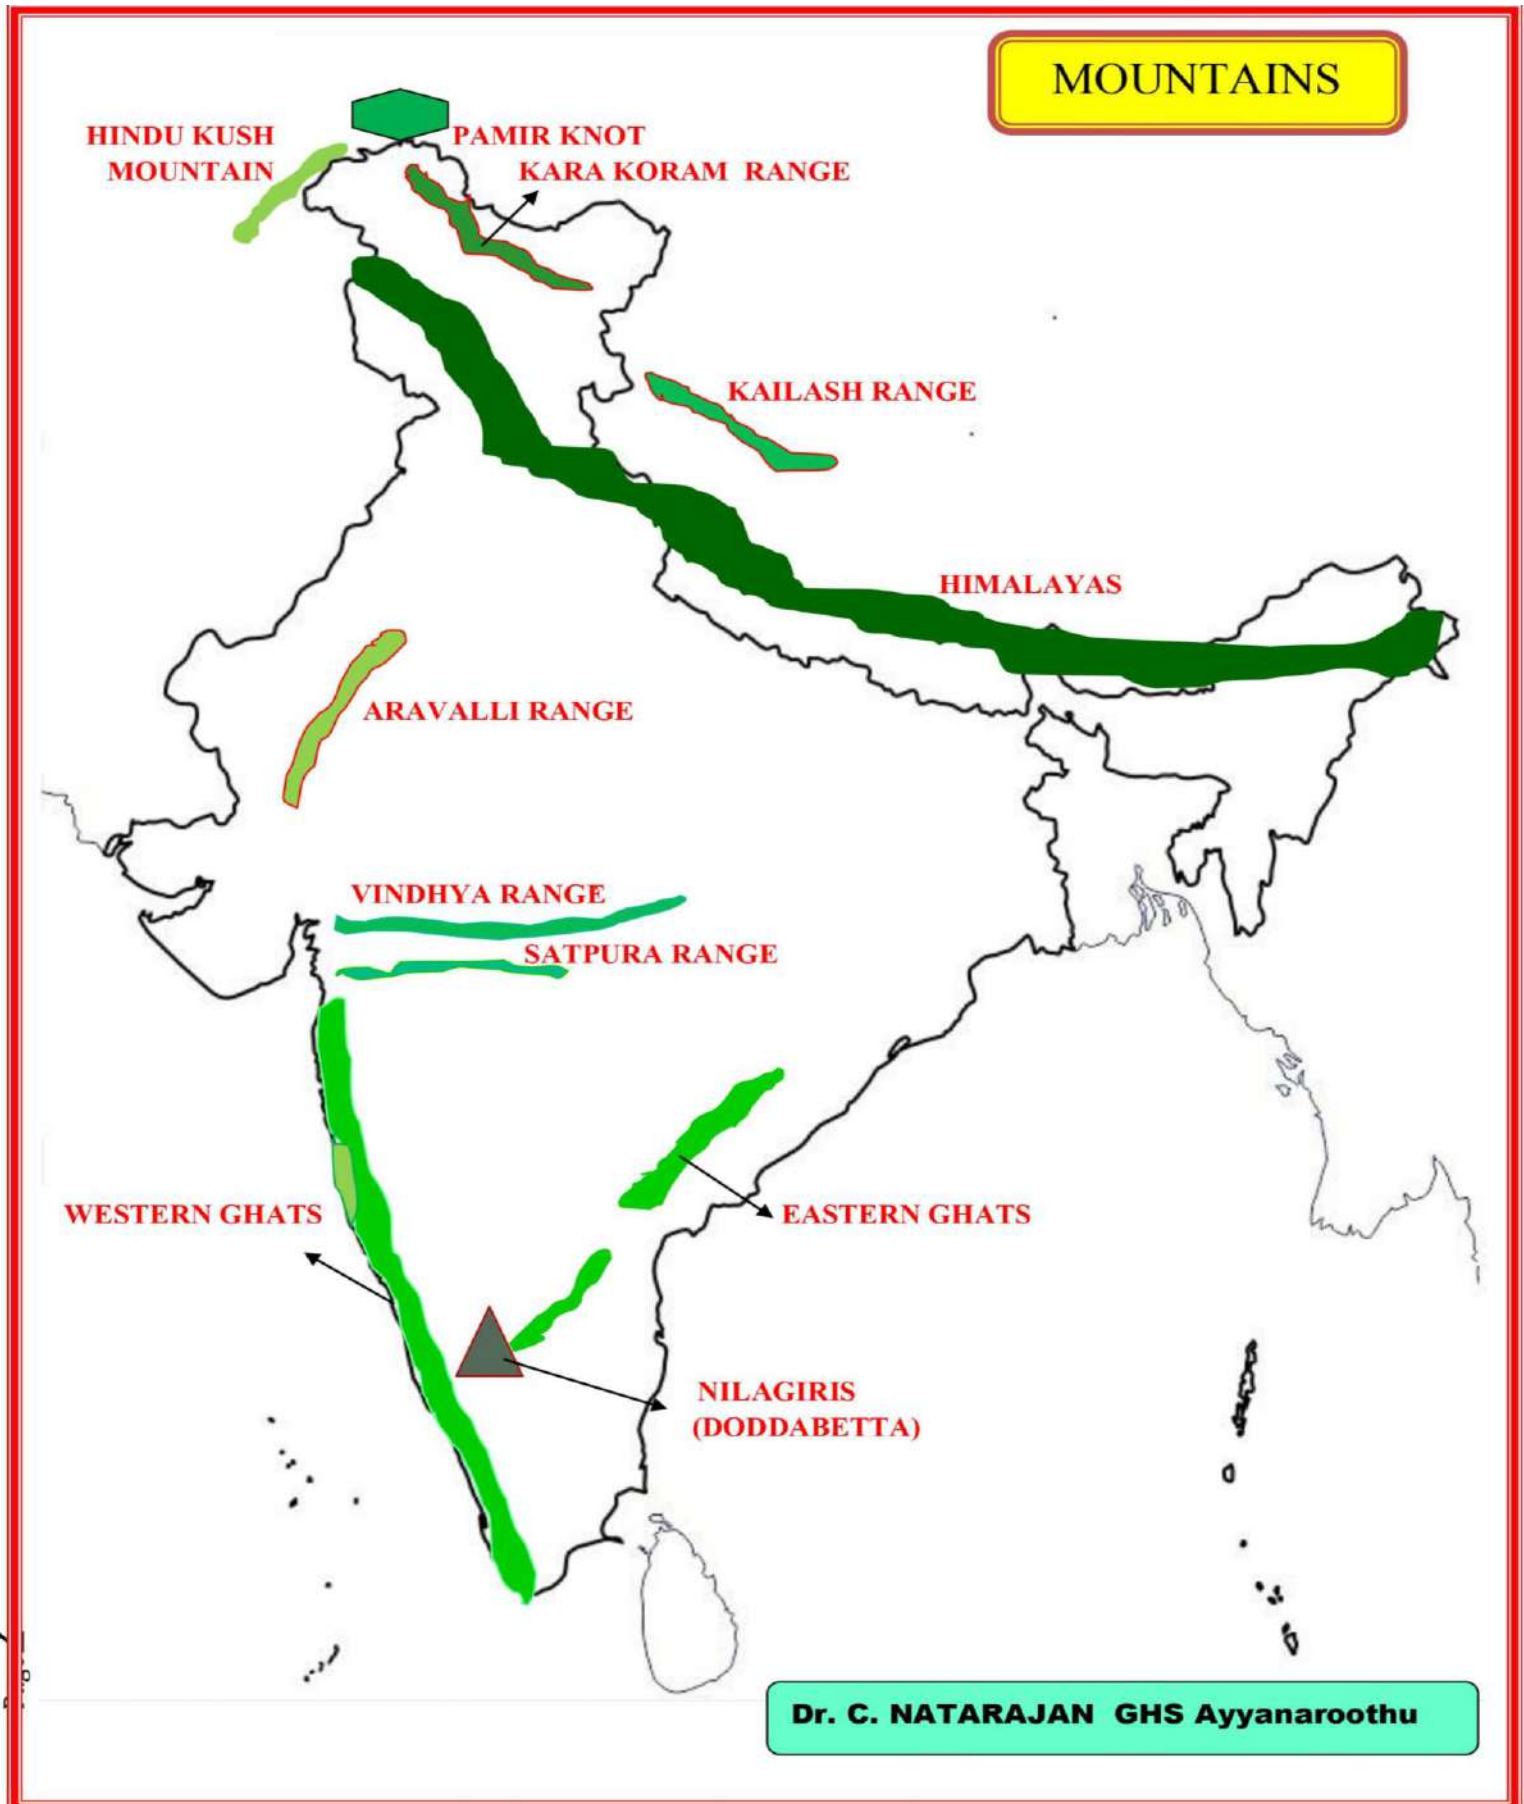 MOUNTAINS
HINDU KUSH
MOUNTAIN
PAMIR KNOT
KARA KORAM RANGE
KAILASH RANGE
HIMALAYAS
ARAVALLI RANGE
VINDHYA RANGE
SATPURA RANGE
WESTERN GHATS
EASTERN GHATS
NILAGIRIS
(DODDABETTA)
Dr. C. NATARAJAN GHS Ayyanaroothu